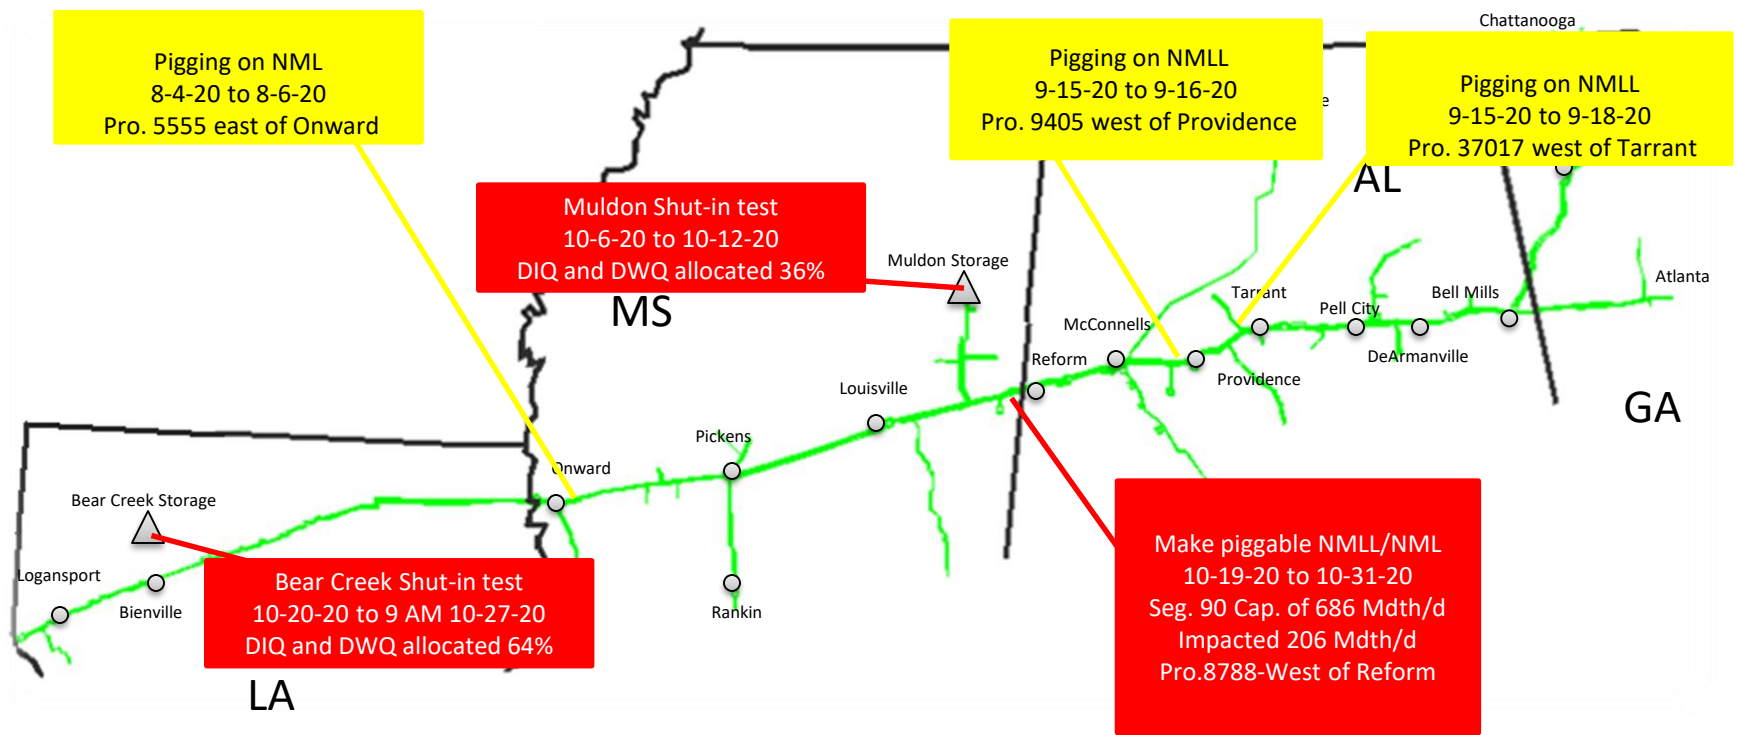 Chattanooga
Pigging on NML
8-4-20 to 8-6-20
Pro. 5555 east of Onward
Pigging on NMLL
9-15-20 to 9-16-20
Pro. 9405 west of Providence
e
Pigging on NMLL
9-15-20 to 9-18-20
Pro. 37017 west of Tarrant
AL
Muldon Shut-in test
10-6-20 to 10-12-20
DIQ and DWQ allocated 36%
Muldon Storage
MS
Tarrant
Pell City
Bell Mills
Atlanta
McConnells
Reform
DeArmanville
Providence
Louisville
GA
Pickens
Onward
Bear Creek Storage
Logansport
Bienville
Bear Creek Shut-in test
10-20-20 to 9 AM 10-27-20
DIQ and DWQ allocated 64%
Rankin
Make piggable NMLL/NML
10-19-20 to 10-31-20
Seg. 90 Cap. of 686 Mdth/d
Impacted 206 Mdth/d
Pro.8788-West of Reform
LA